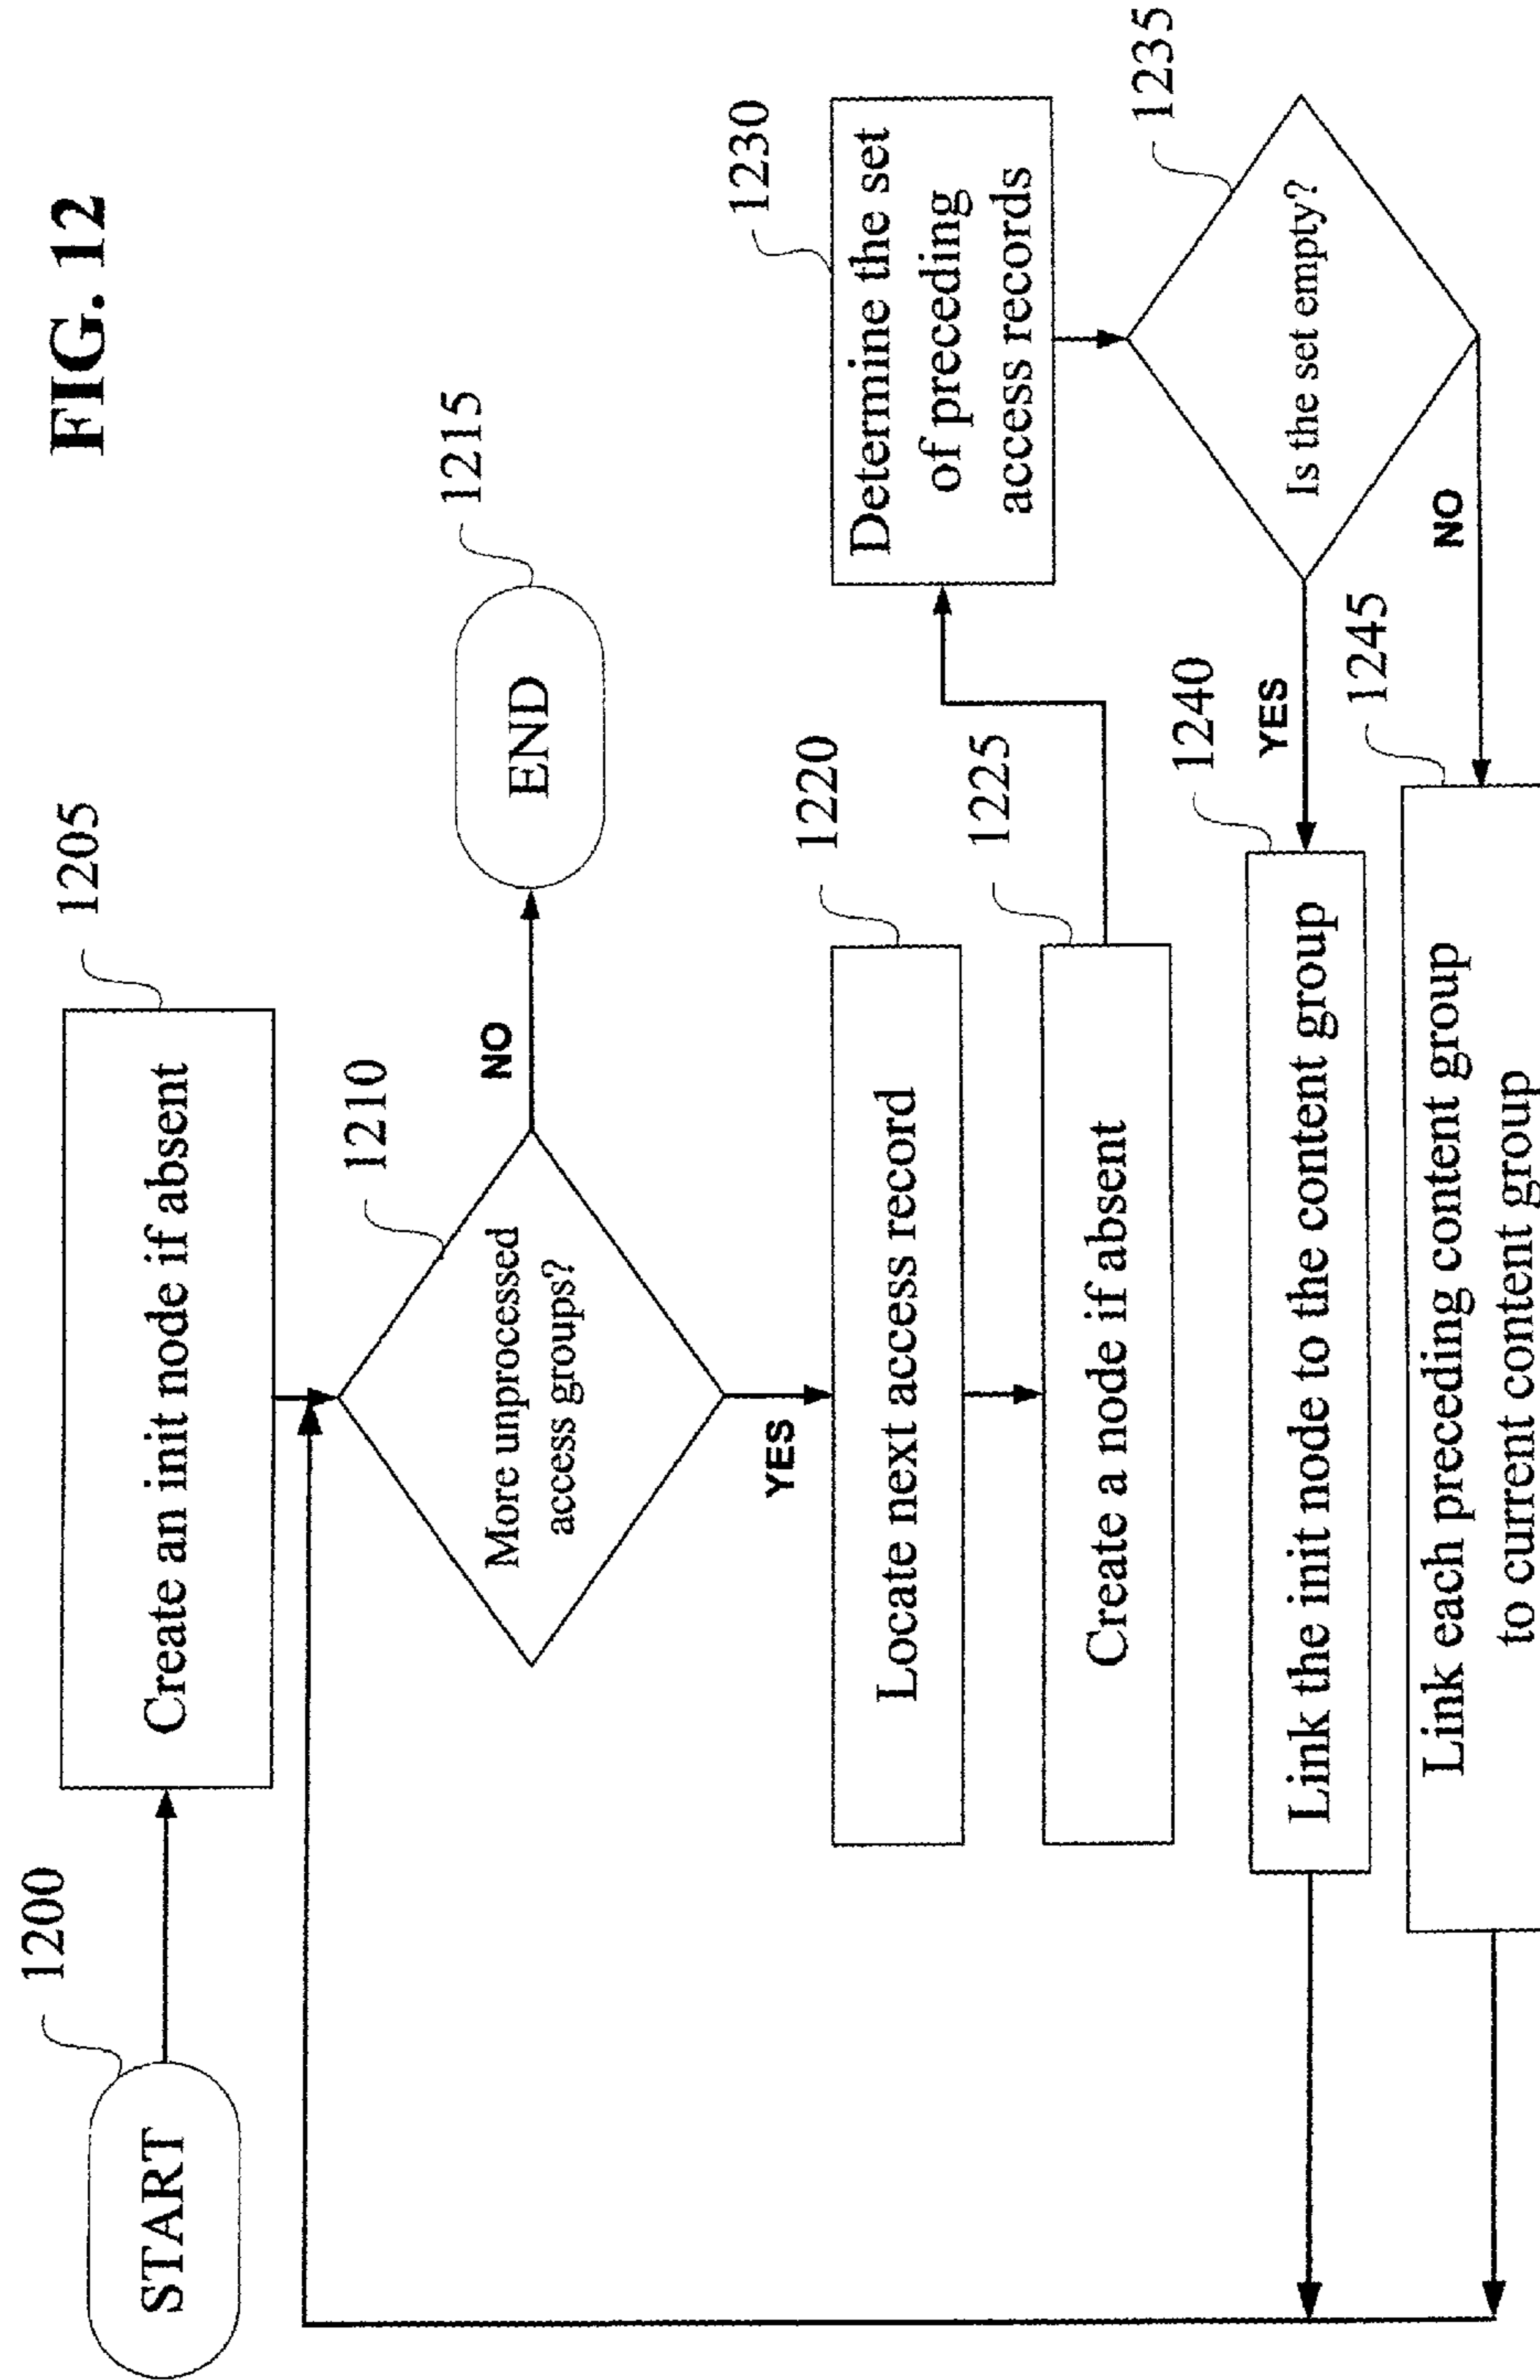 FIG. 12
1200
START
1205
Create an init node if absent
1210
More unprocessed
access groups?
NO
1215
END
YES
1220
Locate next access record
1225
Create a node if absent
1230
Determine the set
of preceding
access records
1235
Is the set empty?
YES
NO
1240
Link the init node to the content group
1245
Link each preceding content group
to current content group